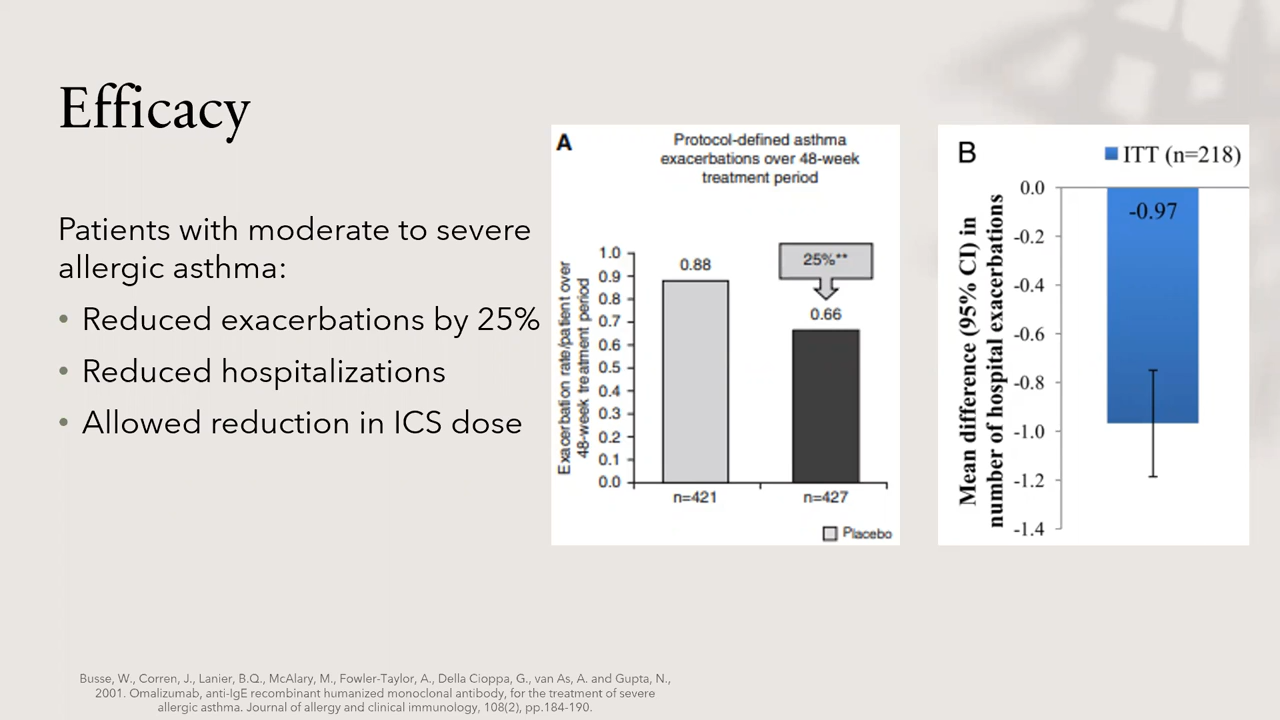 Efficacy
Patients with moderate to severe
allergic asthma:
• Reduced exacerbations by 25%
• Reduced hospitalizations
• Allowed reduction in ICS dose
A
Protocol-defined asthma
exacerbations over 48-week
treatment period
Exacerbation rate/patient over
48-week treatment period
1.0
0.9
0.8
0.7
0.6
0.5
0.4
0.3
0.2
0.1
0.0
0.88
25%**
0.66
n=421
n=427
Placebo
B
ITT (n=218)
Mean difference (95% CI) in
number of hospital exacerbations
0.0
-0.2
-0.4
-0.6
-0.8
-1.0
-1.2
-1.4
-0.97
Busse, W., Corren, J., Lanier, B.Q., McAlary, M., Fowler-Taylor, A., Della Cioppa, G., van As, A. and Gupta, N.,
2001. Omalizumab, anti-IgE recombinant humanized monoclonal antibody, for the treatment of severe
allergic asthma. Journal of allergy and clinical immunology, 108(2), pp.184-190.